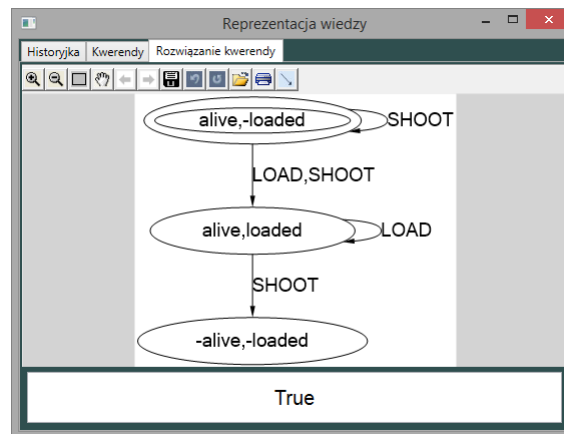 Reprezentacja wiedzy
Historyjka Kwerendy Rozwiązanie kwerendy
alive,-loaded SHOOT
LOAD,SHOOT
alive,loaded LOAD
SHOOT
-alive,-loaded
True